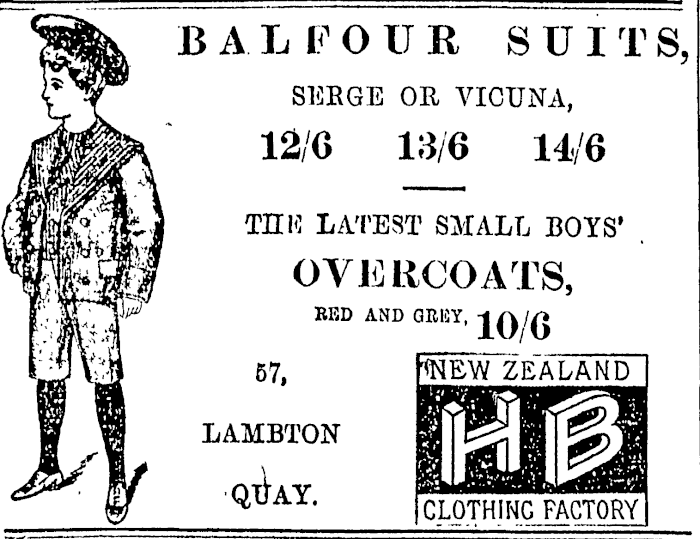 BALFOUR SUITS,
SERGE OR VICUNA,
12/6 13/6 14/6
THE LATEST SMALL BOYS'
OVERCOATS,
RED AND GREY, 10/6
57,
LAMBTON
QUAY.
NEW ZEALAND
HB
CLOTHING FACTORY